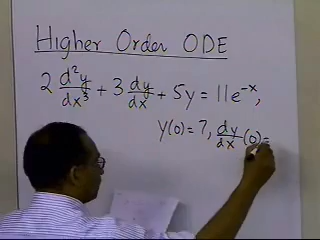 Higher Order ODE
2 d²y/dx³ + 3 dy/dx + 5y = 11e^-x,
y(0) = 7, dy/dx (0) =